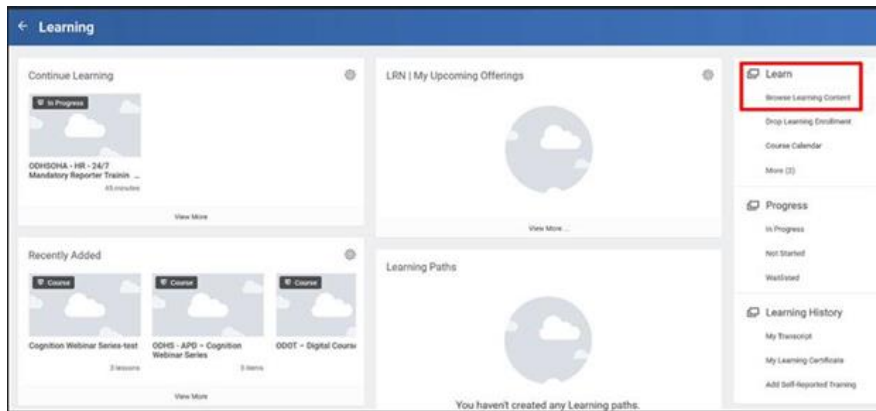 Learning
Continue Learning
In Progress
ODHSOHA - HR - 24/7
Mandatory Reporter Trainin ...
45 minutes
View More
LRN | My Upcoming Offerings
View More ...
Learn
Browse Learning Content
Drop Learning Enrollment
Course Calendar
More (2)
Progress
In Progress
Not Started
Waitlisted
Learning History
My Transcript
My Learning Certificate
Add Self-Reported Training
Recently Added
Course
Cognition Webinar Series-test
3 lessons
Course
ODHS - APD - Cognition
Webinar Series
5 items
Course
ODOT - Digital Course
View More
Learning Paths
You haven't created any Learning paths.